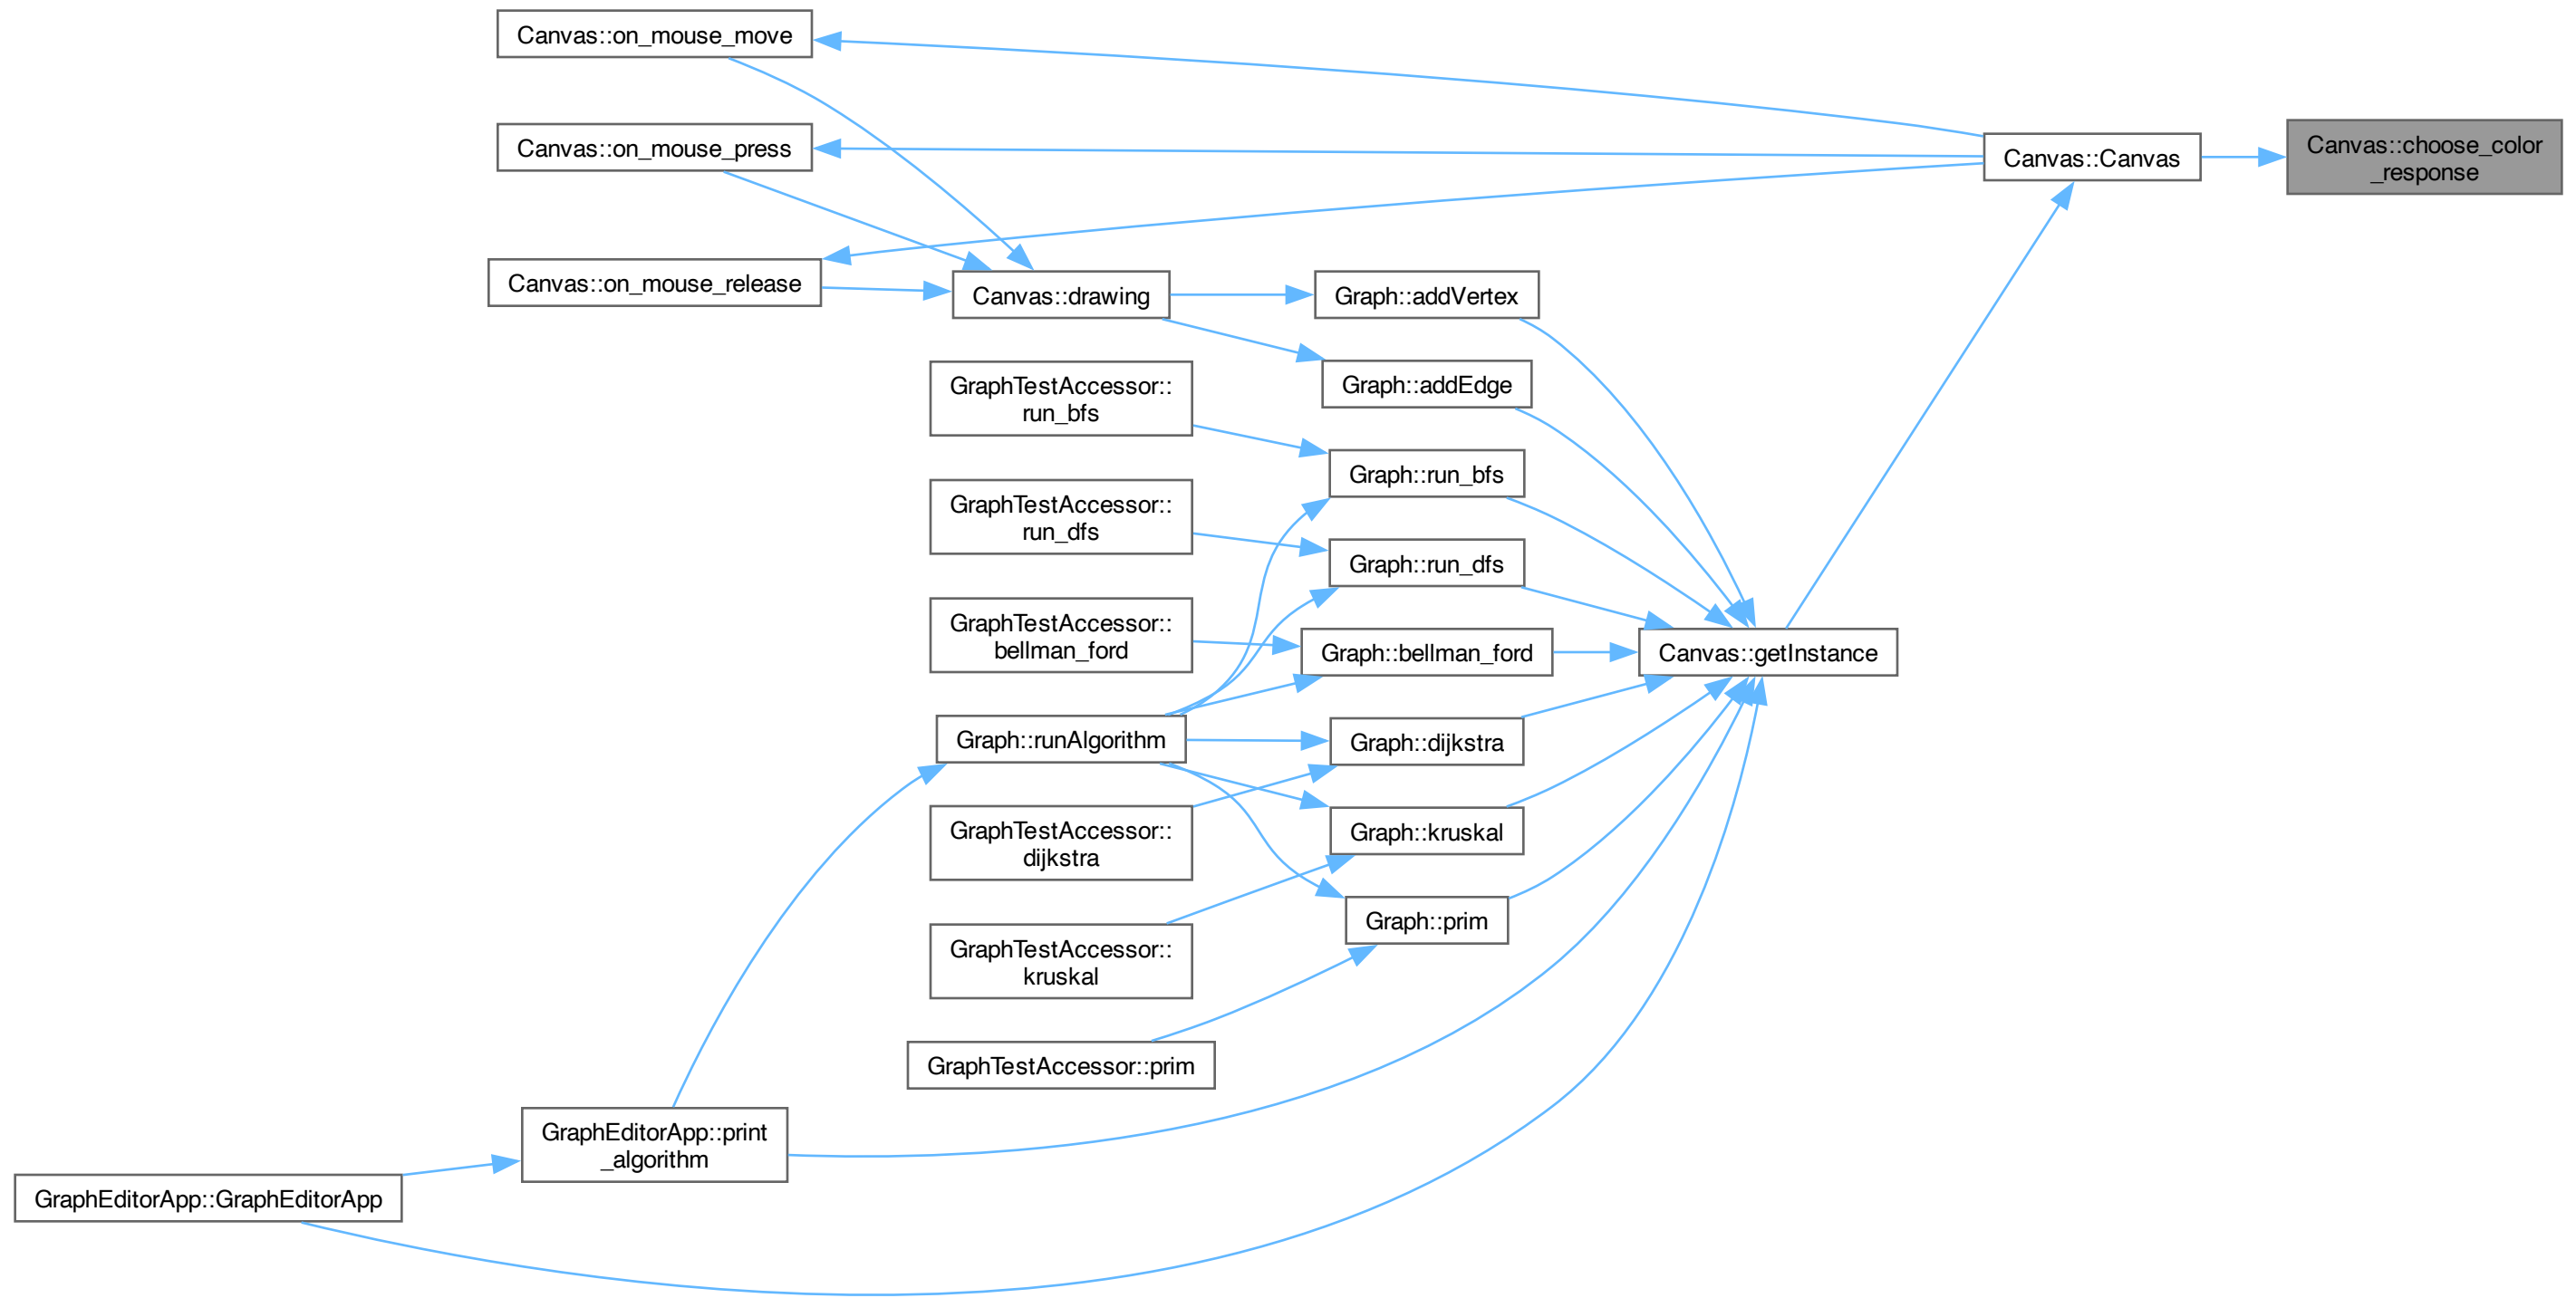 Canvas::on_mouse_move
Canvas::on_mouse_press
Canvas::Canvas
Canvas::choose_color
_response
Canvas::on_mouse_release
Canvas::drawing
Graph::addVertex
Graph::addEdge
GraphTestAccessor::
run_bfs
Graph::run_bfs
GraphTestAccessor::
run_dfs
Graph::run_dfs
GraphTestAccessor::
bellman_ford
Graph::bellman_ford
Canvas::getInstance
Graph::runAlgorithm
Graph::dijkstra
GraphTestAccessor::
dijkstra
Graph::kruskal
GraphTestAccessor::
kruskal
Graph::prim
GraphTestAccessor::prim
GraphEditorApp::print
_algorithm
GraphEditorApp::GraphEditorApp